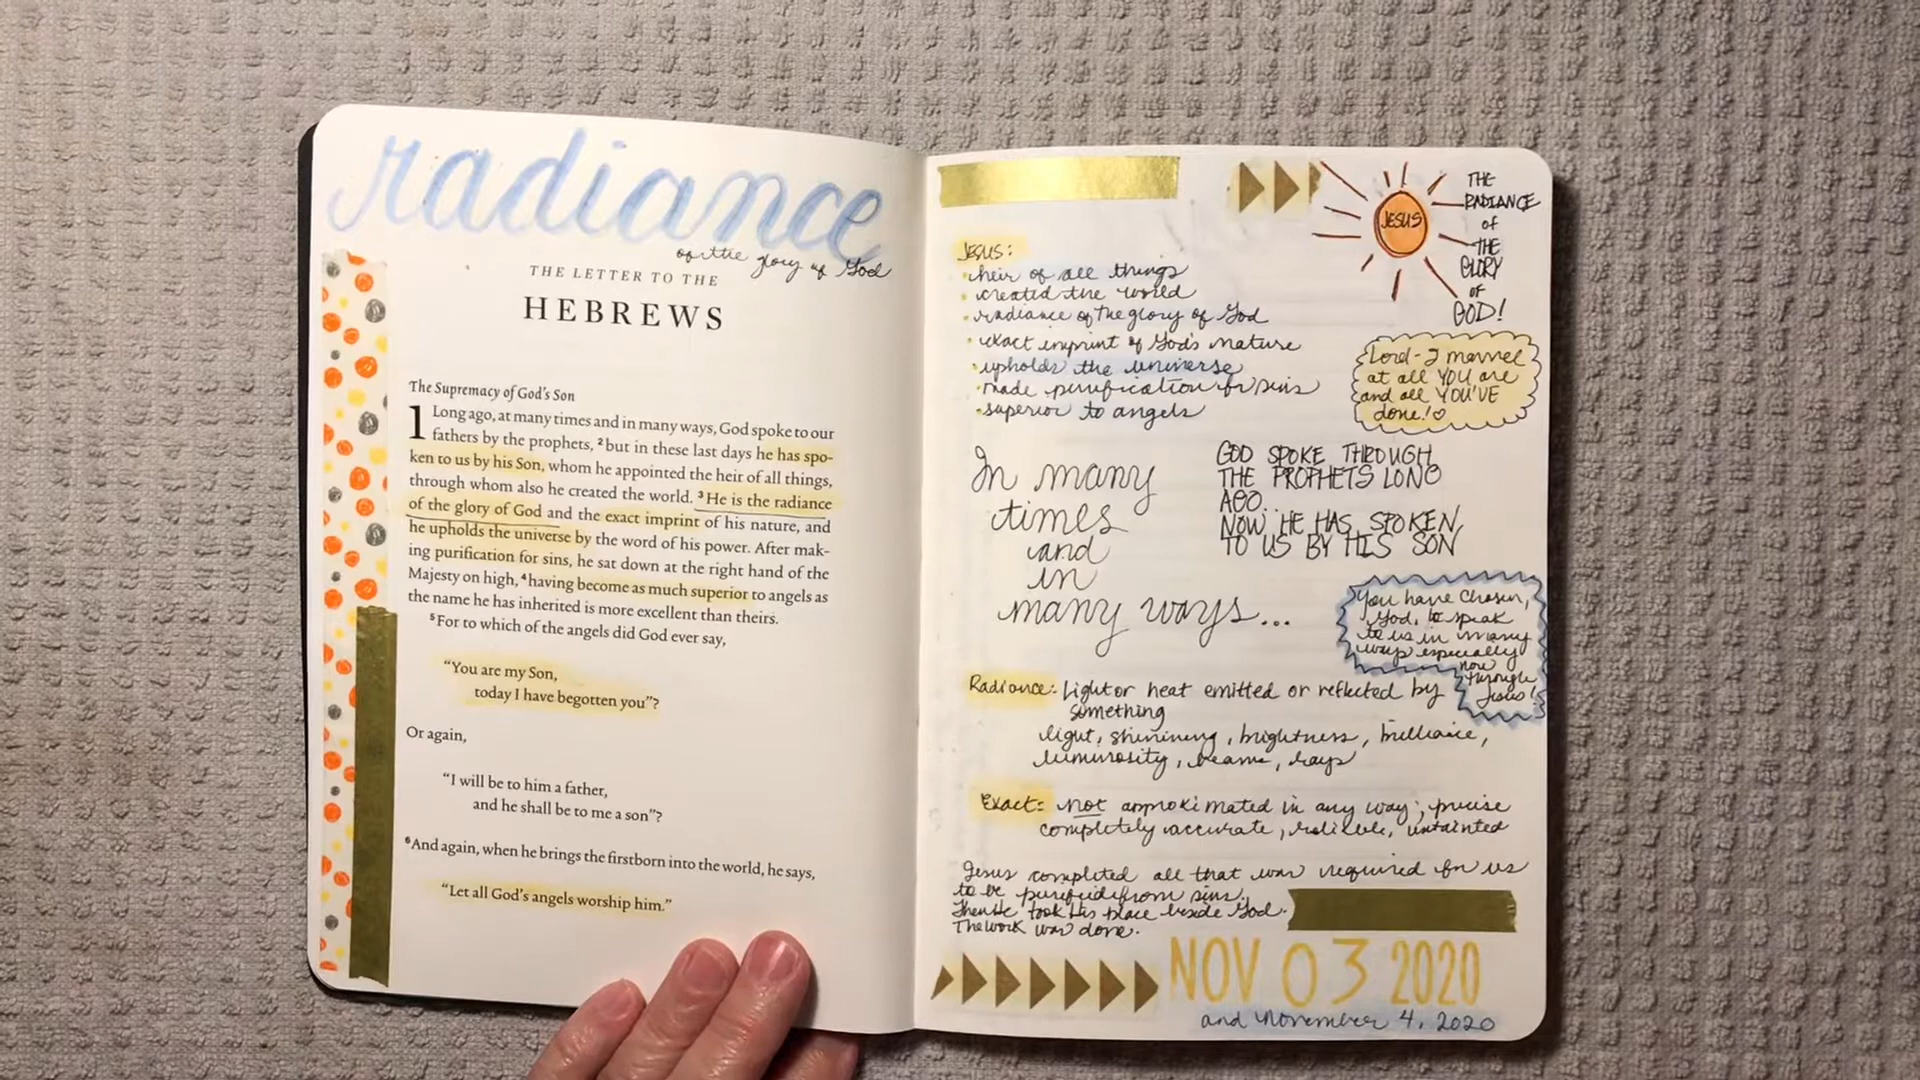 radiance
of the glory of God
THE LETTER TO THE
HEBREWS
The Supremacy of God's Son
1 Long ago, at many times and in many ways, God spoke to our
fathers by the prophets, 2 but in these last days he has spo-
ken to us by his Son, whom he appointed the heir of all things,
through whom also he created the world. 3 He is the radiance
of the glory of God and the exact imprint of his nature, and
he upholds the universe by the word of his power. After mak-
ing purification for sins, he sat down at the right hand of the
Majesty on high, 4 having become as much superior to angels as
the name he has inherited is more excellent than theirs.
5 For to which of the angels did God ever say,
“You are my Son,
today I have begotten you”?
Or again,
“I will be to him a father,
and he shall be to me a son”?
6 And again, when he brings the firstborn into the world, he says,
“Let all God's angels worship him.”
JESUS
THE
RADIANCE
of
THE
GLORY
of
GOD!
JESUS:
• heir of all things
• created the world
• radiance of the glory of God
• exact imprint of God's nature
• upholds the universe
• made purification for sins
• superior to angels
Lord - I marvel
at all YOU are
and all YOU'VE
done!♡
In many
times
and
in
many ways...
GOD SPOKE THROUGH
THE PROPHETS LONG
AGO...
NOW HE HAS SPOKEN
TO US BY HIS SON
You have chosen,
God, to speak
to us in many
ways especially
now
through
Jesus!
Radiance: Light or heat emitted or reflected by
something
light, shinining, brightness, brilliance,
luminosity, beams, rays
Exact: not approximated in any way; precise
completely accurate, reliable, untainted
Jesus completed all that was required for us
to be purified from sins.
Then He took His place beside God.
The work was done.
NOV 03 2020
and November 4, 2020